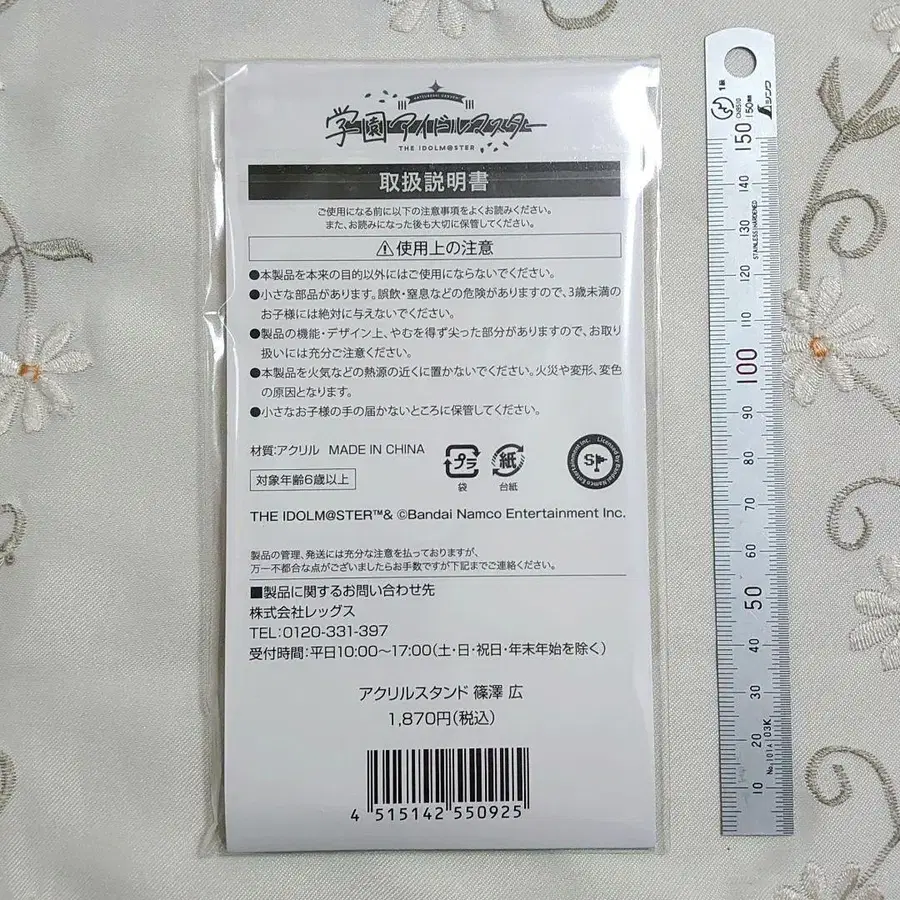 HATSUBOSHI GAKUEN
学園アイドルマスター
THE IDOLM@STER
取扱説明書
ご使用になる前に以下の注意事項をよくお読みください。
また、お読みになった後も大切に保管してください。
⚠使用上の注意
●本製品を本来の目的以外にはご使用にならないでください。
●小さな部品があります。誤飲・窒息などの危険がありますので、3歳未満の
お子様には絶対に与えないでください。
●製品の機能・デザイン上、やむを得ず尖った部分がありますので、お取り
扱いには充分ご注意ください。
●本製品を火気などの熱源の近くに置かないでください。火災や変形、変色
の原因となります。
●小さなお子様の手の届かないところに保管してください。
材質:アクリル MADE IN CHINA
対象年齢6歳以上
プラ
袋
紙
台紙
Licensed by Bandai Namco Entertainment Inc.
SP
THE IDOLM@STER™& ©Bandai Namco Entertainment Inc.
製品の管理、発送には充分な注意を払っておりますが、
万一不都合な点がございましたらお手数ですが下記までご連絡ください。
■製品に関するお問い合わせ先
株式会社レッグス
TEL:0120-331-397
受付時間:平日10:00〜17:00(土・日・祝日・年末年始を除く)
アクリルスタンド 篠澤 広
1,870円(税込)
4 515142 550925
1級
150mm
シンワ
150
140
130
120
110
100
90
80
70
60
50
40
30
20
10
STAINLESS HARDENED
No.101A 03K